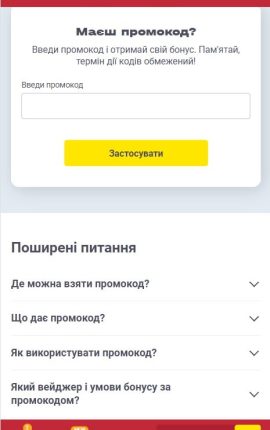 Маєш промокод?
Введи промокод і отримай свій бонус. Пам'ятай,
термін дії кодів обмежений!
Введи промокод
Застосувати
Поширені питання
Де можна взяти промокод?
Що дає промокод?
Як використувати промокод?
Який вейджер і умови бонусу за
промокодом?